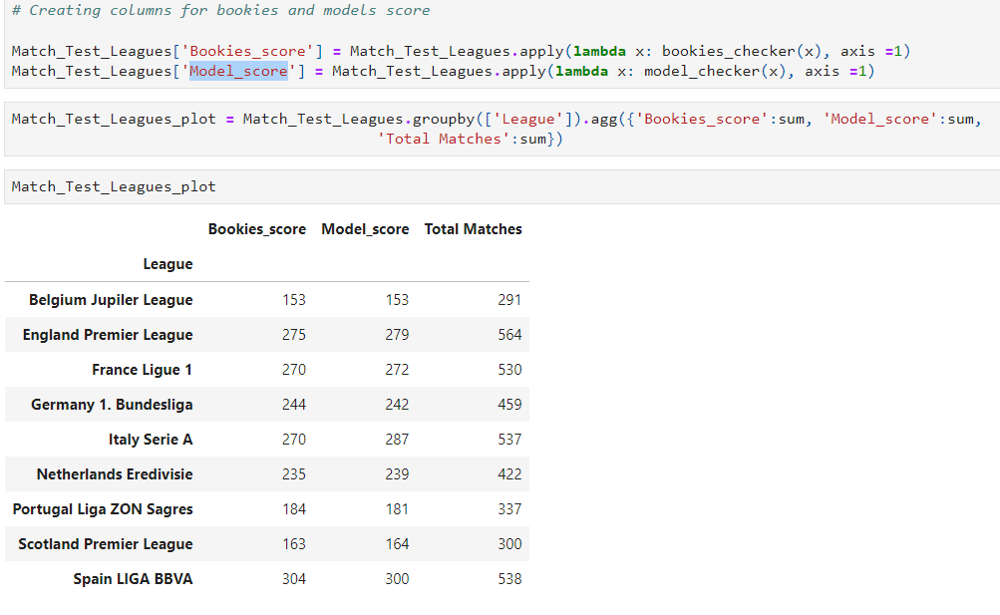 # Creating columns for bookies and models score
Match_Test_Leagues['Bookies_score'] = Match_Test_Leagues.apply(lambda x: bookies_checker(x), axis =1)
Match_Test_Leagues['Model_score'] = Match_Test_Leagues.apply(lambda x: model_checker(x), axis =1)
Match_Test_Leagues_plot = Match_Test_Leagues.groupby(['League']).agg({'Bookies_score':sum, 'Model_score':sum,
'Total Matches':sum})
Match_Test_Leagues_plot
Bookies_score Model_score Total Matches
League
Belgium Jupiler League 153 153 291
England Premier League 275 279 564
France Ligue 1 270 272 530
Germany 1. Bundesliga 244 242 459
Italy Serie A 270 287 537
Netherlands Eredivisie 235 239 422
Portugal Liga ZON Sagres 184 181 337
Scotland Premier League 163 164 300
Spain LIGA BBVA 304 300 538